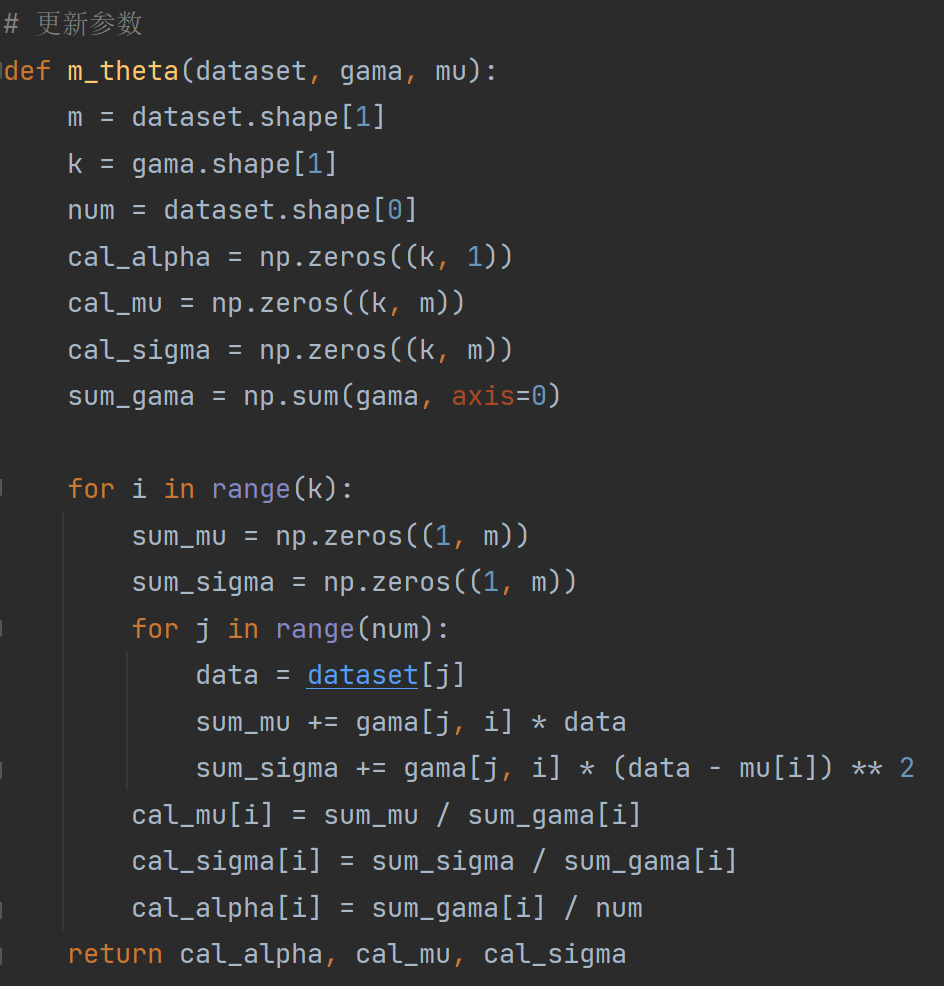 # 更新参数
def m_theta(dataset, gama, mu):
    m = dataset.shape[1]
    k = gama.shape[1]
    num = dataset.shape[0]
    cal_alpha = np.zeros((k, 1))
    cal_mu = np.zeros((k, m))
    cal_sigma = np.zeros((k, m))
    sum_gama = np.sum(gama, axis=0)

    for i in range(k):
        sum_mu = np.zeros((1, m))
        sum_sigma = np.zeros((1, m))
        for j in range(num):
            data = dataset[j]
            sum_mu += gama[j, i] * data
            sum_sigma += gama[j, i] * (data - mu[i]) ** 2
        cal_mu[i] = sum_mu / sum_gama[i]
        cal_sigma[i] = sum_sigma / sum_gama[i]
        cal_alpha[i] = sum_gama[i] / num
    return cal_alpha, cal_mu, cal_sigma